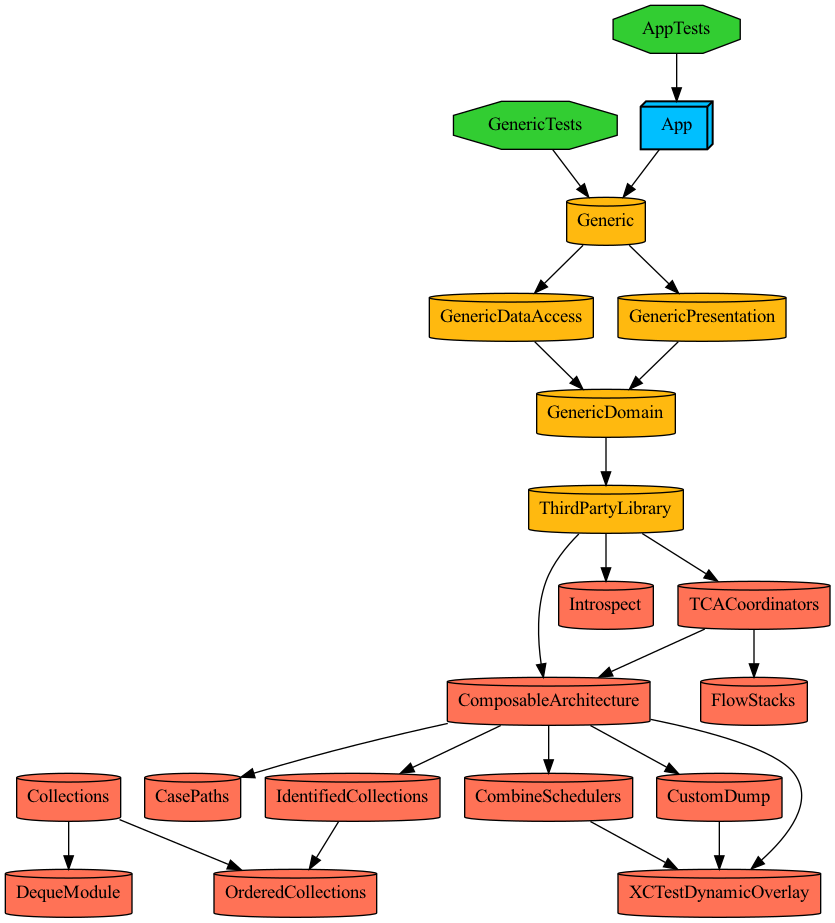 AppTests
GenericTests
App
Generic
GenericDataAccess
GenericPresentation
GenericDomain
ThirdPartyLibrary
Introspect
TCACoordinators
ComposableArchitecture
FlowStacks
Collections
CasePaths
IdentifiedCollections
CombineSchedulers
CustomDump
DequeModule
OrderedCollections
XCTestDynamicOverlay